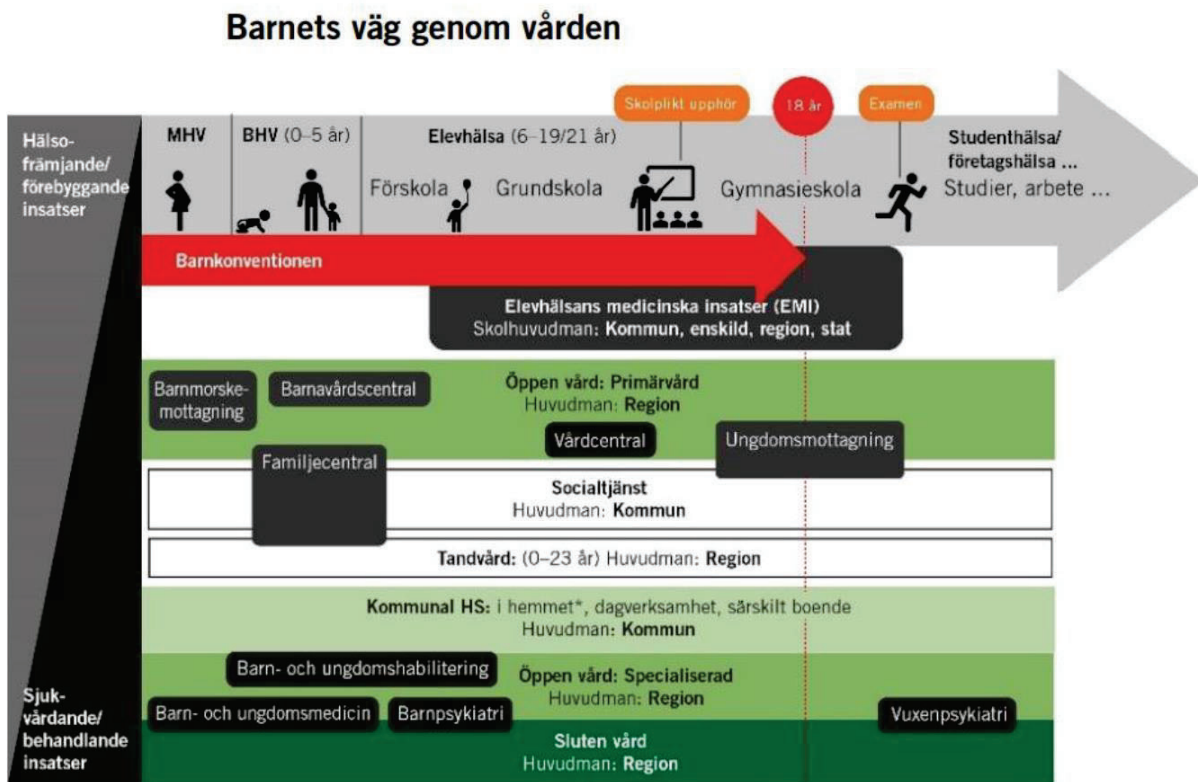 Barnets väg genom vården
Skolplikt upphör
18 år
Examen
Hälso-
främjande/
förebyggande
insatser
MHV
BHV (0–5 år)
Elevhälsa (6–19/21 år)
Studenthälsa/
företagshälsa ...
Förskola
Grundskola
Gymnasieskola
Studier, arbete ...
Barnkonventionen
Elevhälsans medicinska insatser (EMI)
Skolhuvudman: Kommun, enskild, region, stat
Barnmorske-
mottagning
Barnavårdscentral
Öppen vård: Primärvård
Huvudman: Region
Vårdcentral
Ungdomsmottagning
Familjecentral
Socialtjänst
Huvudman: Kommun
Tandvård: (0–23 år) Huvudman: Region
Kommunal HS: i hemmet*, dagverksamhet, särskilt boende
Huvudman: Kommun
Barn- och ungdomshabilitering
Öppen vård: Specialiserad
Huvudman: Region
Sjuk-
vårdande/
behandlande
insatser
Barn- och ungdomsmedicin
Barnpsykiatri
Vuxenpsykiatri
Sluten vård
Huvudman: Region